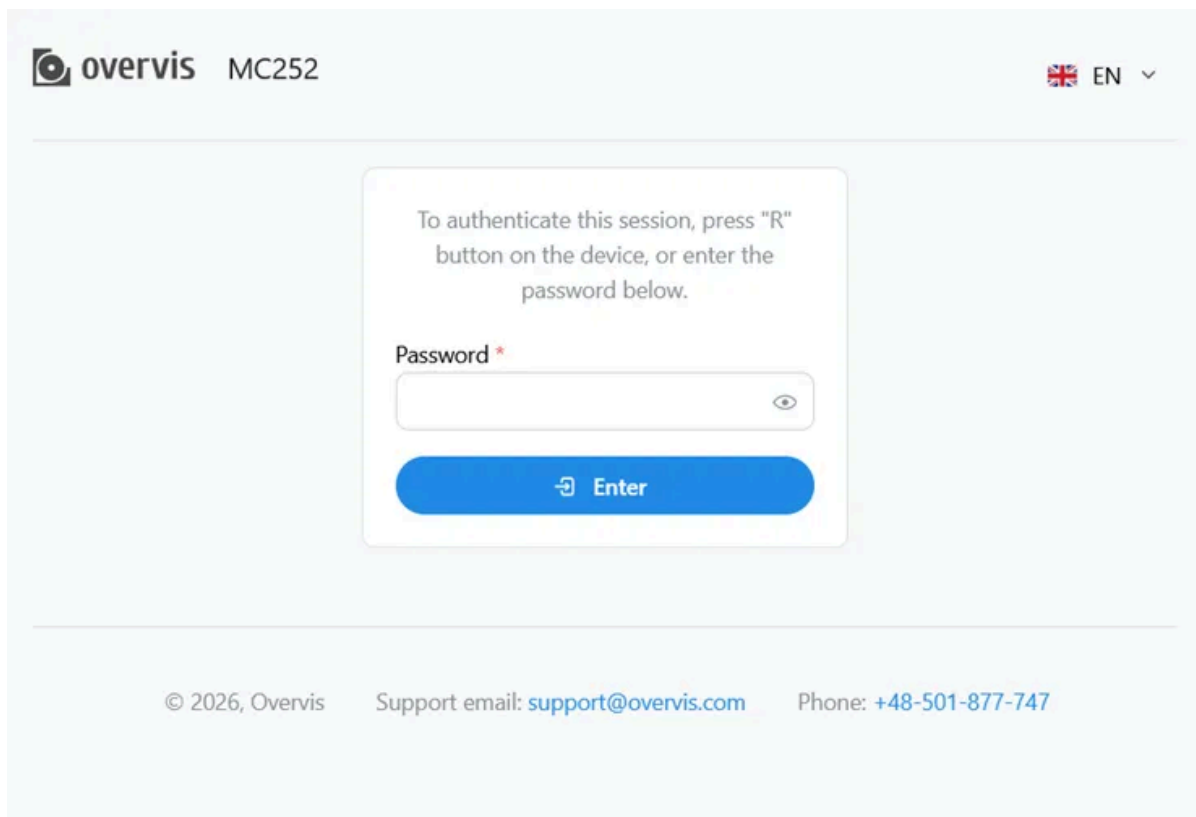 overvis MC252
EN
To authenticate this session, press "R"
button on the device, or enter the
password below.
Password *
Enter
© 2026, Overvis Support email: support@overvis.com Phone: +48-501-877-747